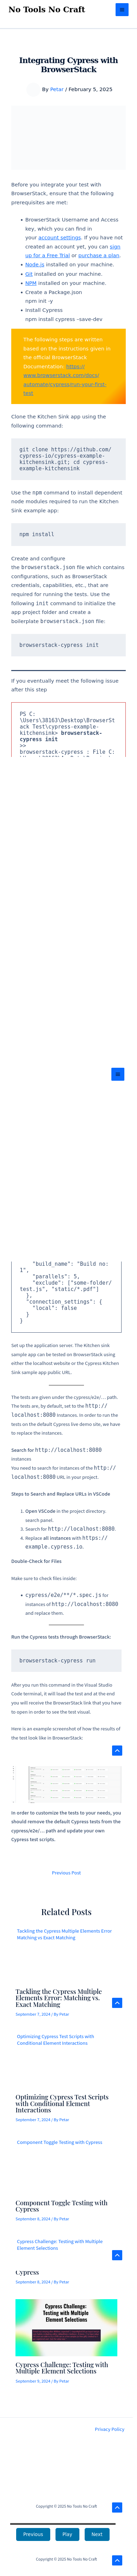 No Tools No Craft
Integrating Cypress with
BrowserStack
By Petar / February 5, 2025
Before you integrate your test with
BrowserStack, ensure that the following
prerequisites are met:
BrowserStack Username and Access
key, which you can find in
your account settings. If you have not
created an account yet, you can sign
up for a Free Trial or purchase a plan.
Node is installed on your machine.
Git installed on your machine.
NPM installed on your machine.
Create a Package.json
npm init -y
Install Cypress
npm install cypress –save-dev
The steps below are written
based on the instructions given in
the official BrowserStack
Documentation: https://
www.browserstack.com/docs/
automate/cypress/run-your-first-
test
Clone the Kitchen Sink app using the
following command:
git clone https://github.com/
cypress-io/cypress-example-
kitchensink.git; cd cypress-
example-kitchensink
Use the npm command to install dependent
node modules required to run the Kitchen
Sink example app:
npm install
Create and configure
the browserstack.json file which contains
configurations, such as BrowserStack
credentials, capabilities, etc., that are
required for running the tests. Use the
following init command to initialize the
app project folder and create a
boilerplate browserstack.json file:
browserstack-cypress init
If you eventually meet the following issue
after this step
PS C:
\Users\38163\Desktop\BrowserSt
ack Test\cypress-example-
kitchensink> browserstack-
cypress init
>>
browserstack-cypress : File C:
"build_name": "Build no:
1",
"parallels": 5,
"exclude": ["some-folder/
test.js", "static/*.pdf"]
},
"connection_settings": {
"local": false
}
}
Set up the application server. The Kitchen sink
sample app can be tested on BrowserStack using
either the localhost website or the Cypress Kitchen
Sink sample app public URL.
The tests are given under the cypress/e2e/… path.
The tests are, by default, set to the http://
localhost:8080 instances. In order to run the
tests on the default Cypress live demo site, we have
to replace the instances.
Search for http://localhost:8080
instances
You need to search for instances of the http://
localhost:8080 URL in your project.
Steps to Search and Replace URLs in VSCode
1. Open VSCode in the project directory.
search panel.
2. Search for http://localhost:8080
3. Replace all instances with https://
example.cypress.io.
Double-Check for Files
Make sure to check files inside:
cypress/e2e/**/*.spec.js for
instances of http://localhost:8080
and replace them.
Run the Cypress tests through BrowserStack:
browserstack-cypress run
After you run this command in the Visual Studio
Code terminal, it will load the test and at the end
you will receive the BrowserStack link that you have
to open in order to see the test visual.
Here is an example screenshot of how the results of
the test look like in BrowserStack:
In order to customize the tests to your needs, you
should remove the default Cypress tests from the
cypress/e2e/… path and update your own
Cypress test scripts.
Previous Post
Related Posts
Tackling the Cypress Multiple Elements Error
Matching vs Exact Matching
Tackling the Cypress Multiple
Elements Error: Matching vs.
Exact Matching
September 7, 2024 / By Petar
Optimizing Cypress Test Scripts with
Conditional Element Interactions
Optimizing Cypress Test Scripts
with Conditional Element
Interactions
September 7, 2024 / By Petar
Component Toggle Testing with Cypress
Component Toggle Testing with
Cypress
September 8, 2024 / By Petar
Cypress Challenge: Testing with Multiple
Element Selections
Cypress
September 8, 2024 / By Petar
Cypress Challenge:
Testing with Multiple
Element Selections
Cypress Challenge: Testing with
Multiple Element Selections
September 9, 2024 / By Petar
Privacy Policy
Copyright © 2025 No Tools No Craft
Previous
Play
Next
Copyright © 2025 No Tools No Craft